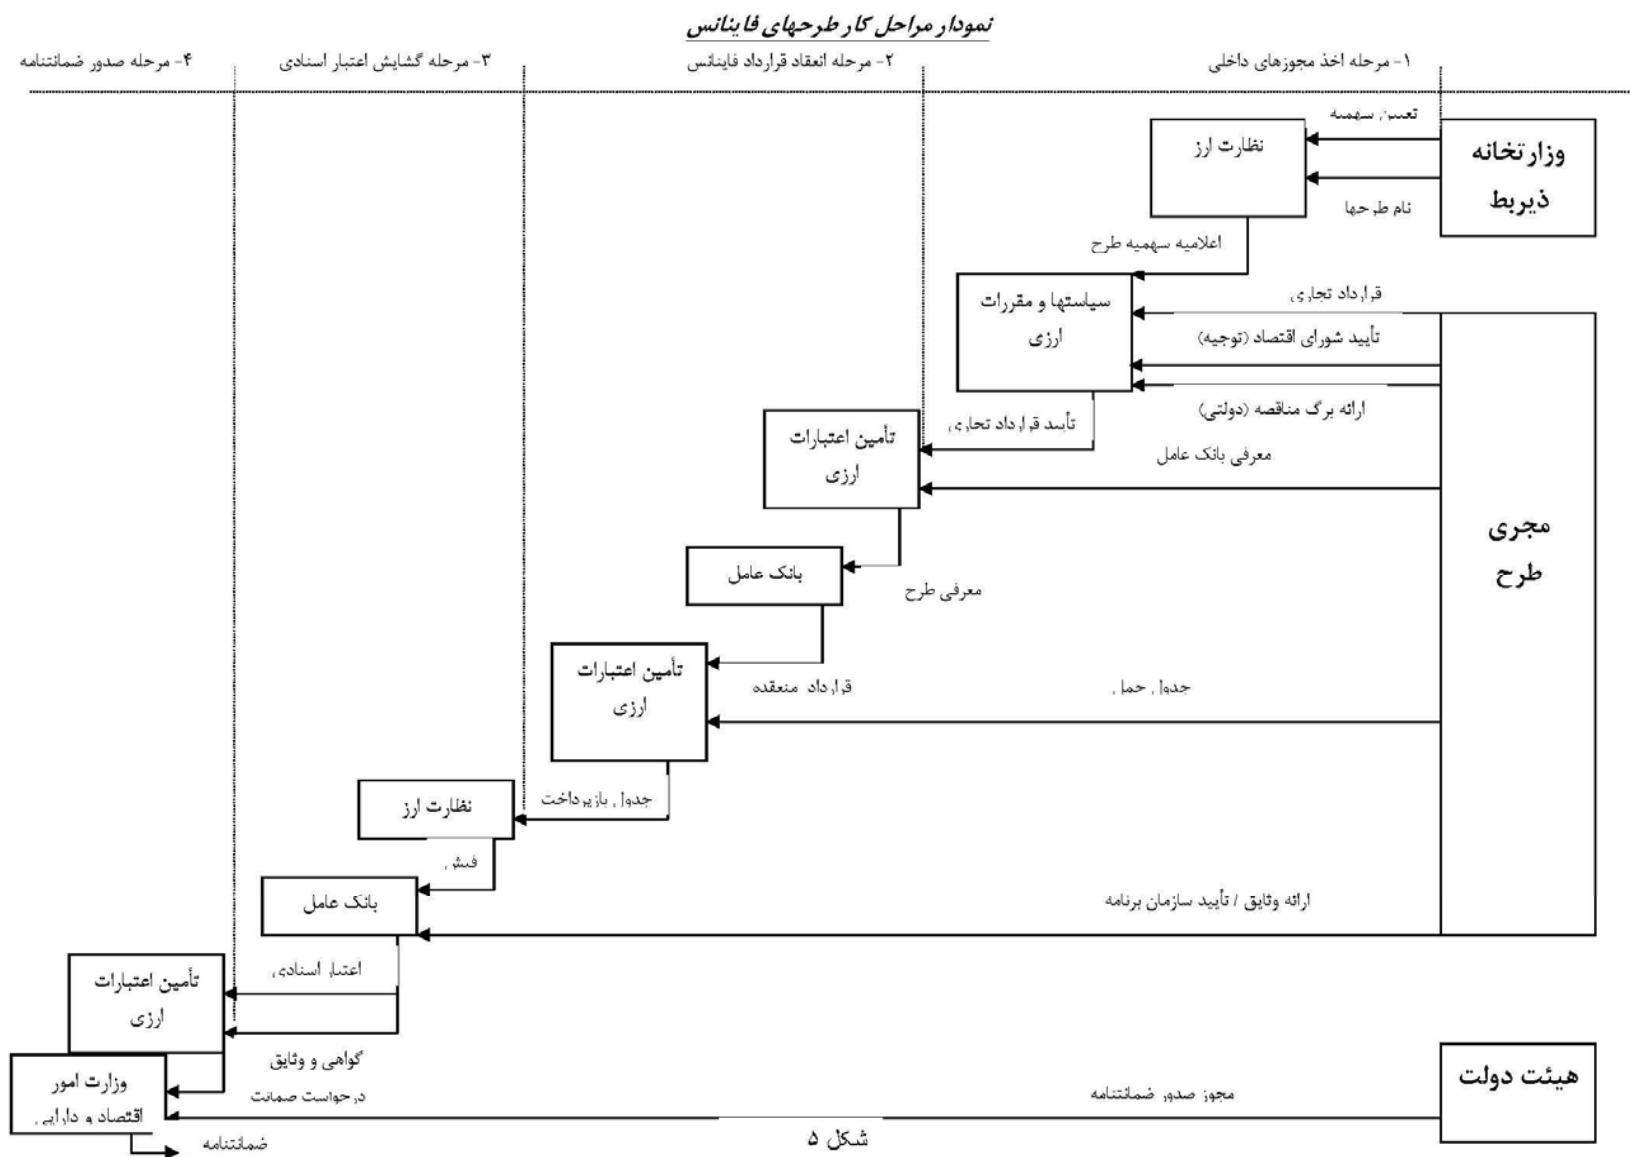 نمودار مراحل کار طرحهای فاینانس
۱- مرحله اخذ مجوزهای داخلی
۲- مرحله انعقاد قرارداد فاینانس
۳- مرحله گشایش اعتبار اسنادی
۴- مرحله صدور ضمانتنامه
وزارتخانه
ذیربط
تعیین سهمیه
نام طرحها
نظارت ارز
اعلامیه سهمیه طرح
سیاستها و مقررات
ارزی
قرارداد تجاری
تأیید شورای اقتصاد (توجیه)
ارائه برگ مناقصه (دولتی)
مجری
طرح
تأیید قرارداد تجاری
معرفی بانک عامل
تأمین اعتبارات
ارزی
معرفی طرح
بانک عامل
قرارداد منعقده
جدول حمل
تأمین اعتبارات
ارزی
جدول بازپرداخت
نظارت ارز
فیش
بانک عامل
ارائه وثایق / تأیید سازمان برنامه
اعتبار اسنادی
گواهی و وثایق
تأمین اعتبارات
ارزی
درخواست ضمانت
وزارت امور
اقتصاد و دارایی
مجوز صدور ضمانتنامه
هیئت دولت
ضمانتنامه
شکل ۵